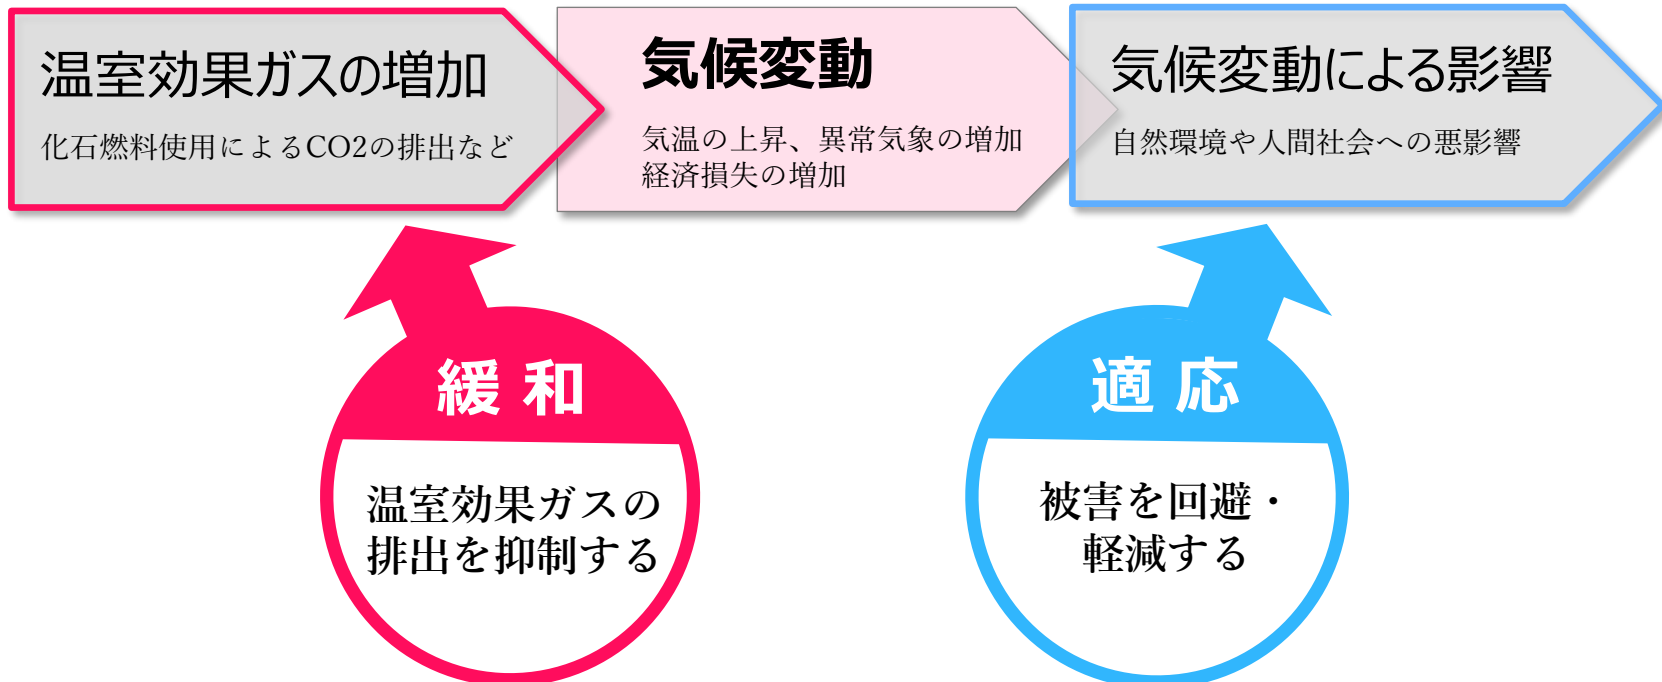 温室効果ガスの増加
化石燃料使用によるCO2の排出など
気候変動
気温の上昇、異常気象の増加
経済損失の増加
気候変動による影響
自然環境や人間社会への悪影響
緩和
温室効果ガスの
排出を抑制する
適応
被害を回避・
軽減する